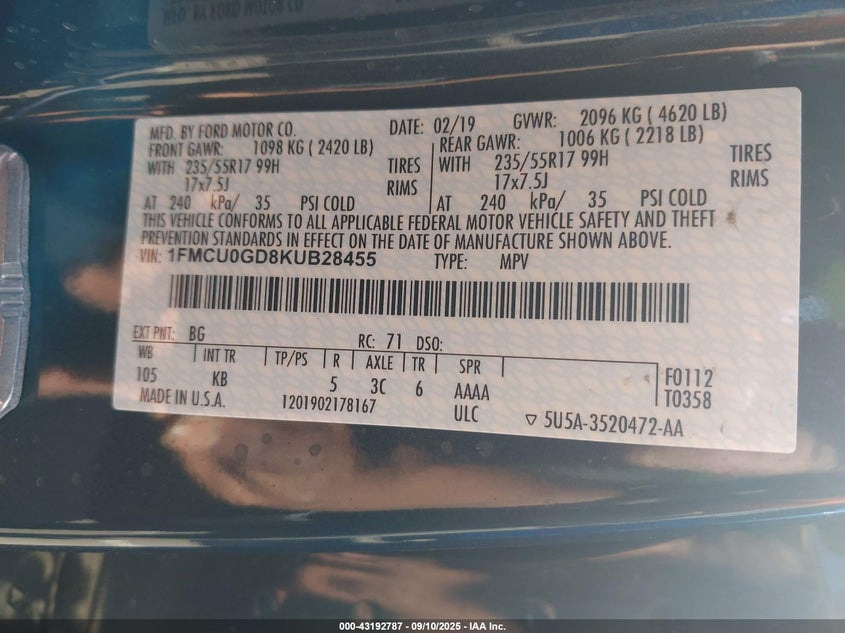 MFD. BY FORD MOTOR CO
MFD. BY FORD MOTOR CO. DATE: 02/19 GVWR: 2096 KG ( 4620 LB)
FRONT GAWR: 1098 KG ( 2420 LB) REAR GAWR: 1006 KG ( 2218 LB)
WITH 235/55R17 99H TIRES WITH 235/55R17 99H TIRES
17x7.5J RIMS 17x7.5J RIMS
AT 240 kPa/ 35 PSI COLD AT 240 kPa/ 35 PSI COLD
THIS VEHICLE CONFORMS TO ALL APPLICABLE FEDERAL MOTOR VEHICLE SAFETY AND THEFT
PREVENTION STANDARDS IN EFFECT ON THE DATE OF MANUFACTURE SHOWN ABOVE.
VIN: 1FMCU0GD8KUB28455 TYPE: MPV
EXT PNT: BG RC: 71 DSO:
WB INT TR TP/PS R AXLE TR SPR
105 KB 5 3C 6 AAAA F0112
MADE IN U.S.A. 1201902178167 ULC T0358
▽ 5U5A-3520472-AA
000-43192787 - 09/10/2025 - IAA Inc.